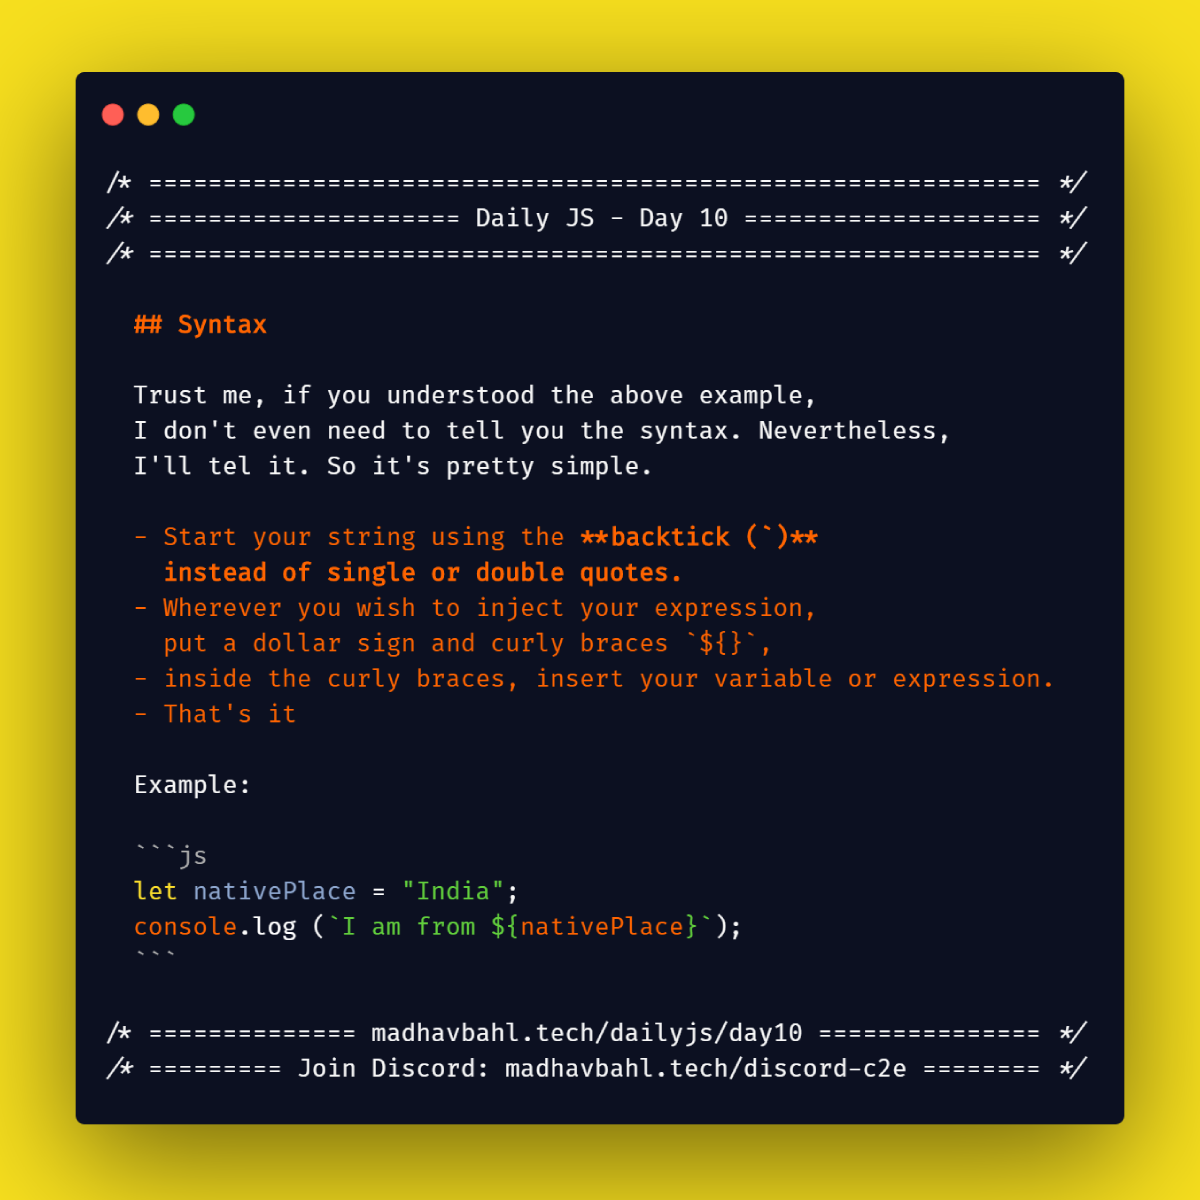 /* ============================================================ */
/* ===================== Daily JS - Day 10 ==================== */
/* ============================================================ */
## Syntax
Trust me, if you understood the above example,
I don't even need to tell you the syntax. Nevertheless,
I'll tel it. So it's pretty simple.
- Start your string using the **backtick (`)**
instead of single or double quotes.
- Wherever you wish to inject your expression,
put a dollar sign and curly braces `${}`,
- inside the curly braces, insert your variable or expression.
- That's it
Example:
```js
let nativePlace = "India";
console.log (`I am from ${nativePlace}`);
```
/* ============== madhavbahl.tech/dailyjs/day10 =============== */
/* ========= Join Discord: madhavbahl.tech/discord-c2e ======== */